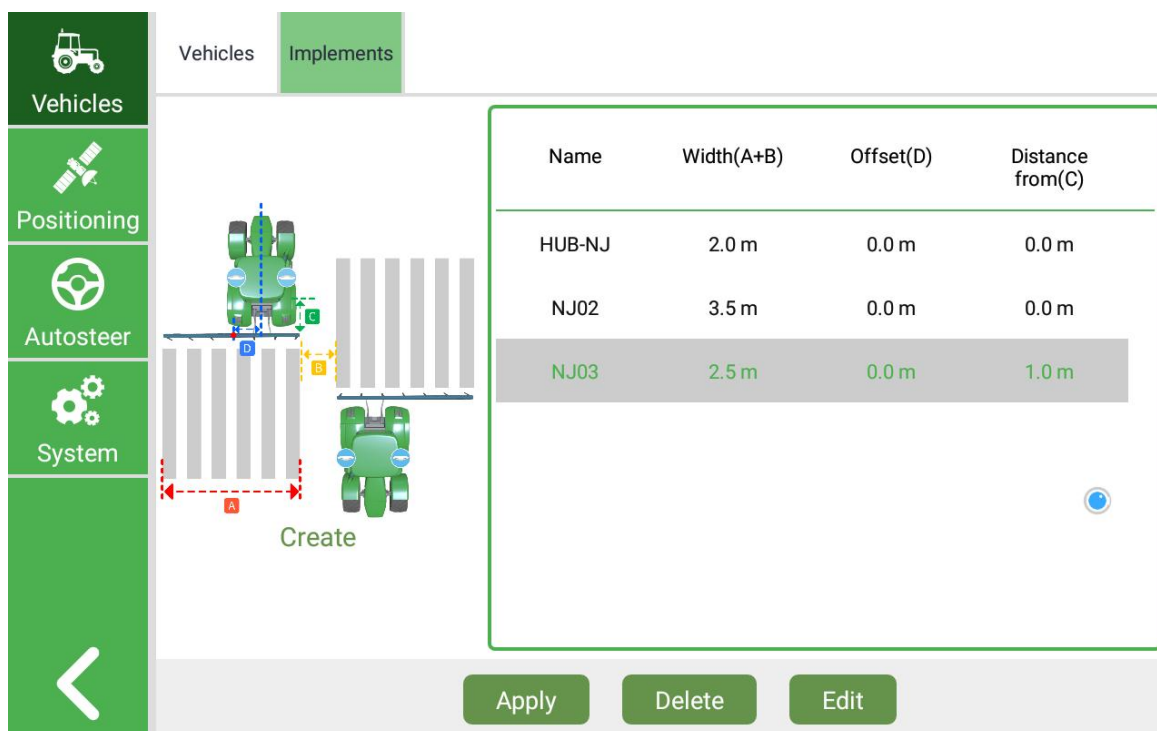 Vehicles
Positioning
Autosteer
System
Vehicles Implements
D
C
B
A
Create
Name Width(A+B) Offset(D) Distance
from(C)
HUB-NJ 2.0 m 0.0 m 0.0 m
NJ02 3.5 m 0.0 m 0.0 m
NJ03 2.5 m 0.0 m 1.0 m
Apply Delete Edit